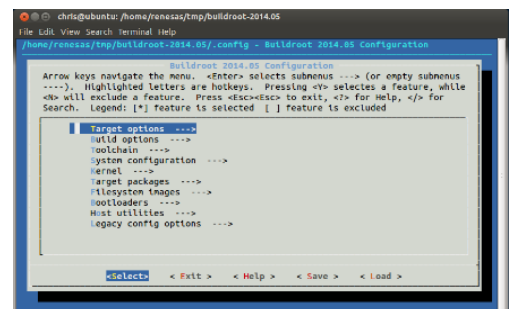 chris@ubuntu: /home/renesas/tmp/buildroot-2014.05
File Edit View Search Terminal Help
/home/renesas/tmp/buildroot-2014.05/.config - Buildroot 2014.05 Configuration
Buildroot 2014.05 Configuration
Arrow keys navigate the menu. <Enter> selects submenus ---> (or empty submenus
----). Highlighted letters are hotkeys. Pressing <Y> selectes a feature, while
<N> will exclude a feature. Press <Esc><Esc> to exit, <?> for Help, </> for
Search. Legend: [*] feature is selected [ ] feature is excluded
Target options --->
Build options --->
Toolchain --->
System configuration --->
Kernel --->
Target packages --->
Filesystem images --->
Bootloaders --->
Host utilities --->
Legacy config options --->
<Select> < Exit > < Help > < Save > < Load >